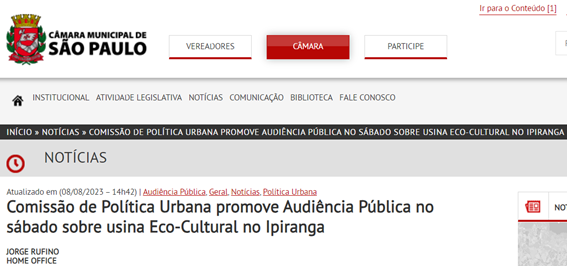 Ir para o Conteúdo [1]
CÂMARA MUNICIPAL DE
SÃO PAULO
VEREADORES CÂMARA PARTICIPE
INSTITUCIONAL ATIVIDADE LEGISLATIVA NOTÍCIAS COMUNICAÇÃO BIBLIOTECA FALE CONOSCO
INÍCIO » NOTÍCIAS » COMISSÃO DE POLÍTICA URBANA PROMOVE AUDIÊNCIA PÚBLICA NO SÁBADO SOBRE USINA ECO-CULTURAL NO IPIRANGA
NOTÍCIAS
Atualizado em (08/08/2023 – 14h42) | Audiência Pública, Geral, Notícias, Política Urbana
Comissão de Política Urbana promove Audiência Pública no
sábado sobre usina Eco-Cultural no Ipiranga
JORGE RUFINO
HOME OFFICE